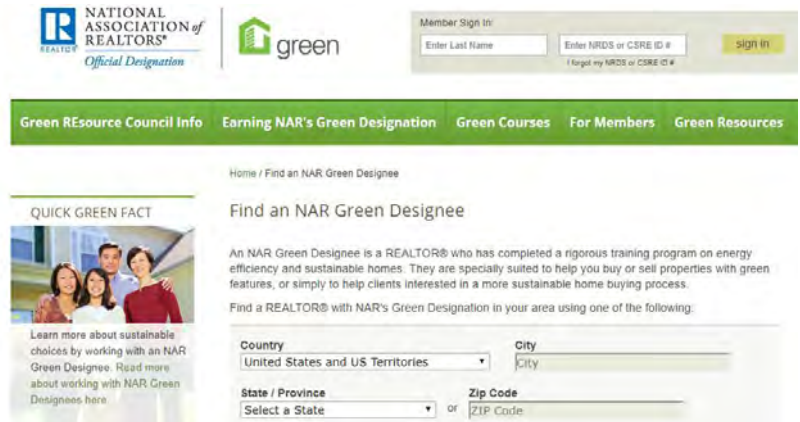 NATIONAL
ASSOCIATION of
REALTORS®
REALTOR®
Official Designation
green
Member Sign In:
Enter Last Name
Enter NRDS or CSRE ID #
sign in
I forgot my NRDS or CSRE ID #
Green REsource Council Info
Earning NAR's Green Designation
Green Courses
For Members
Green Resources
Home / Find an NAR Green Designee
QUICK GREEN FACT
Learn more about sustainable
choices by working with an NAR
Green Designee. Read more
about working with NAR Green
Designees here.
Find an NAR Green Designee
An NAR Green Designee is a REALTOR® who has completed a rigorous training program on energy
efficiency and sustainable homes. They are specially suited to help you buy or sell properties with green
features, or simply to help clients interested in a more sustainable home buying process.
Find a REALTOR® with NAR's Green Designation in your area using one of the following:
Country
City
United States and US Territories
City
State / Province
Zip Code
Select a State
or
ZIP Code